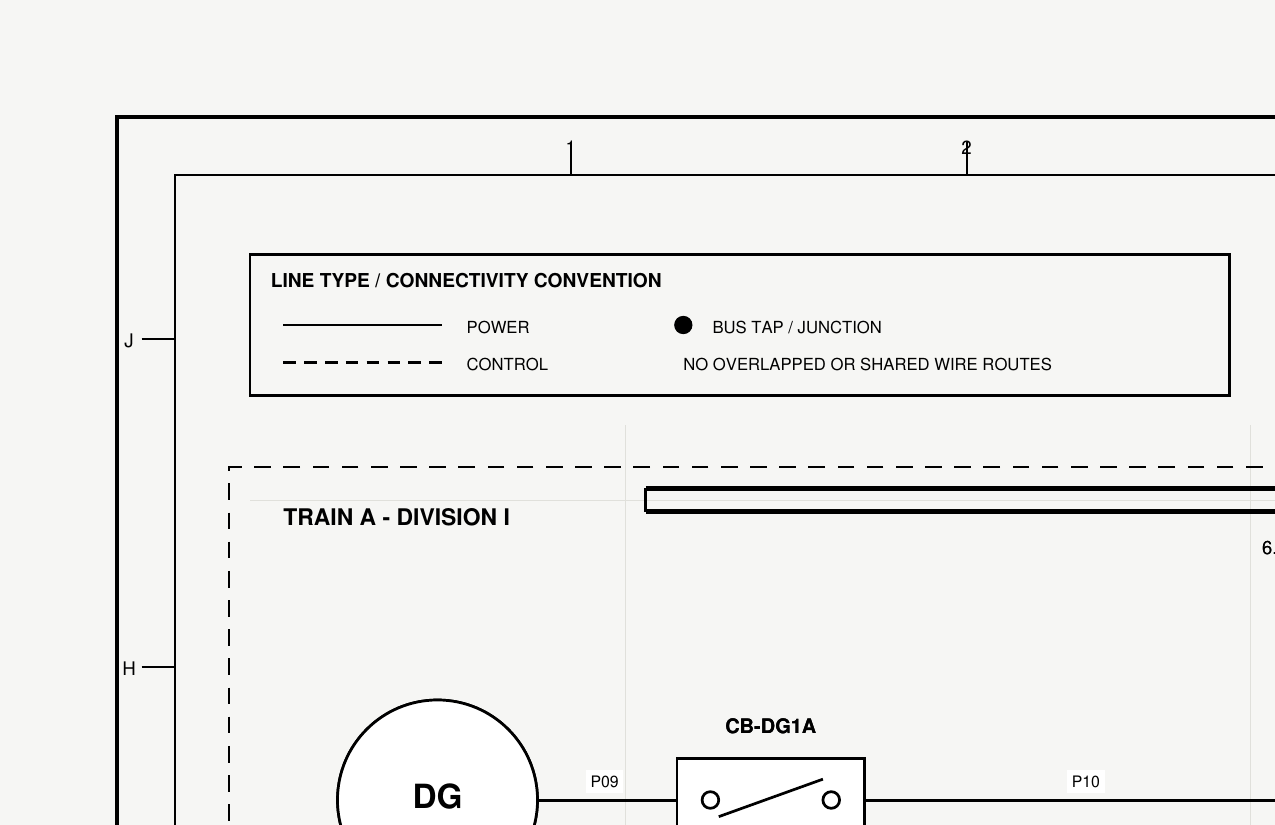 1
2
LINE TYPE / CONNECTIVITY CONVENTION
POWER
BUS TAP / JUNCTION
J
CONTROL
NO OVERLAPPED OR SHARED WIRE ROUTES
TRAIN A - DIVISION I
6.
H
CB-DG1A
P09
P10
DG